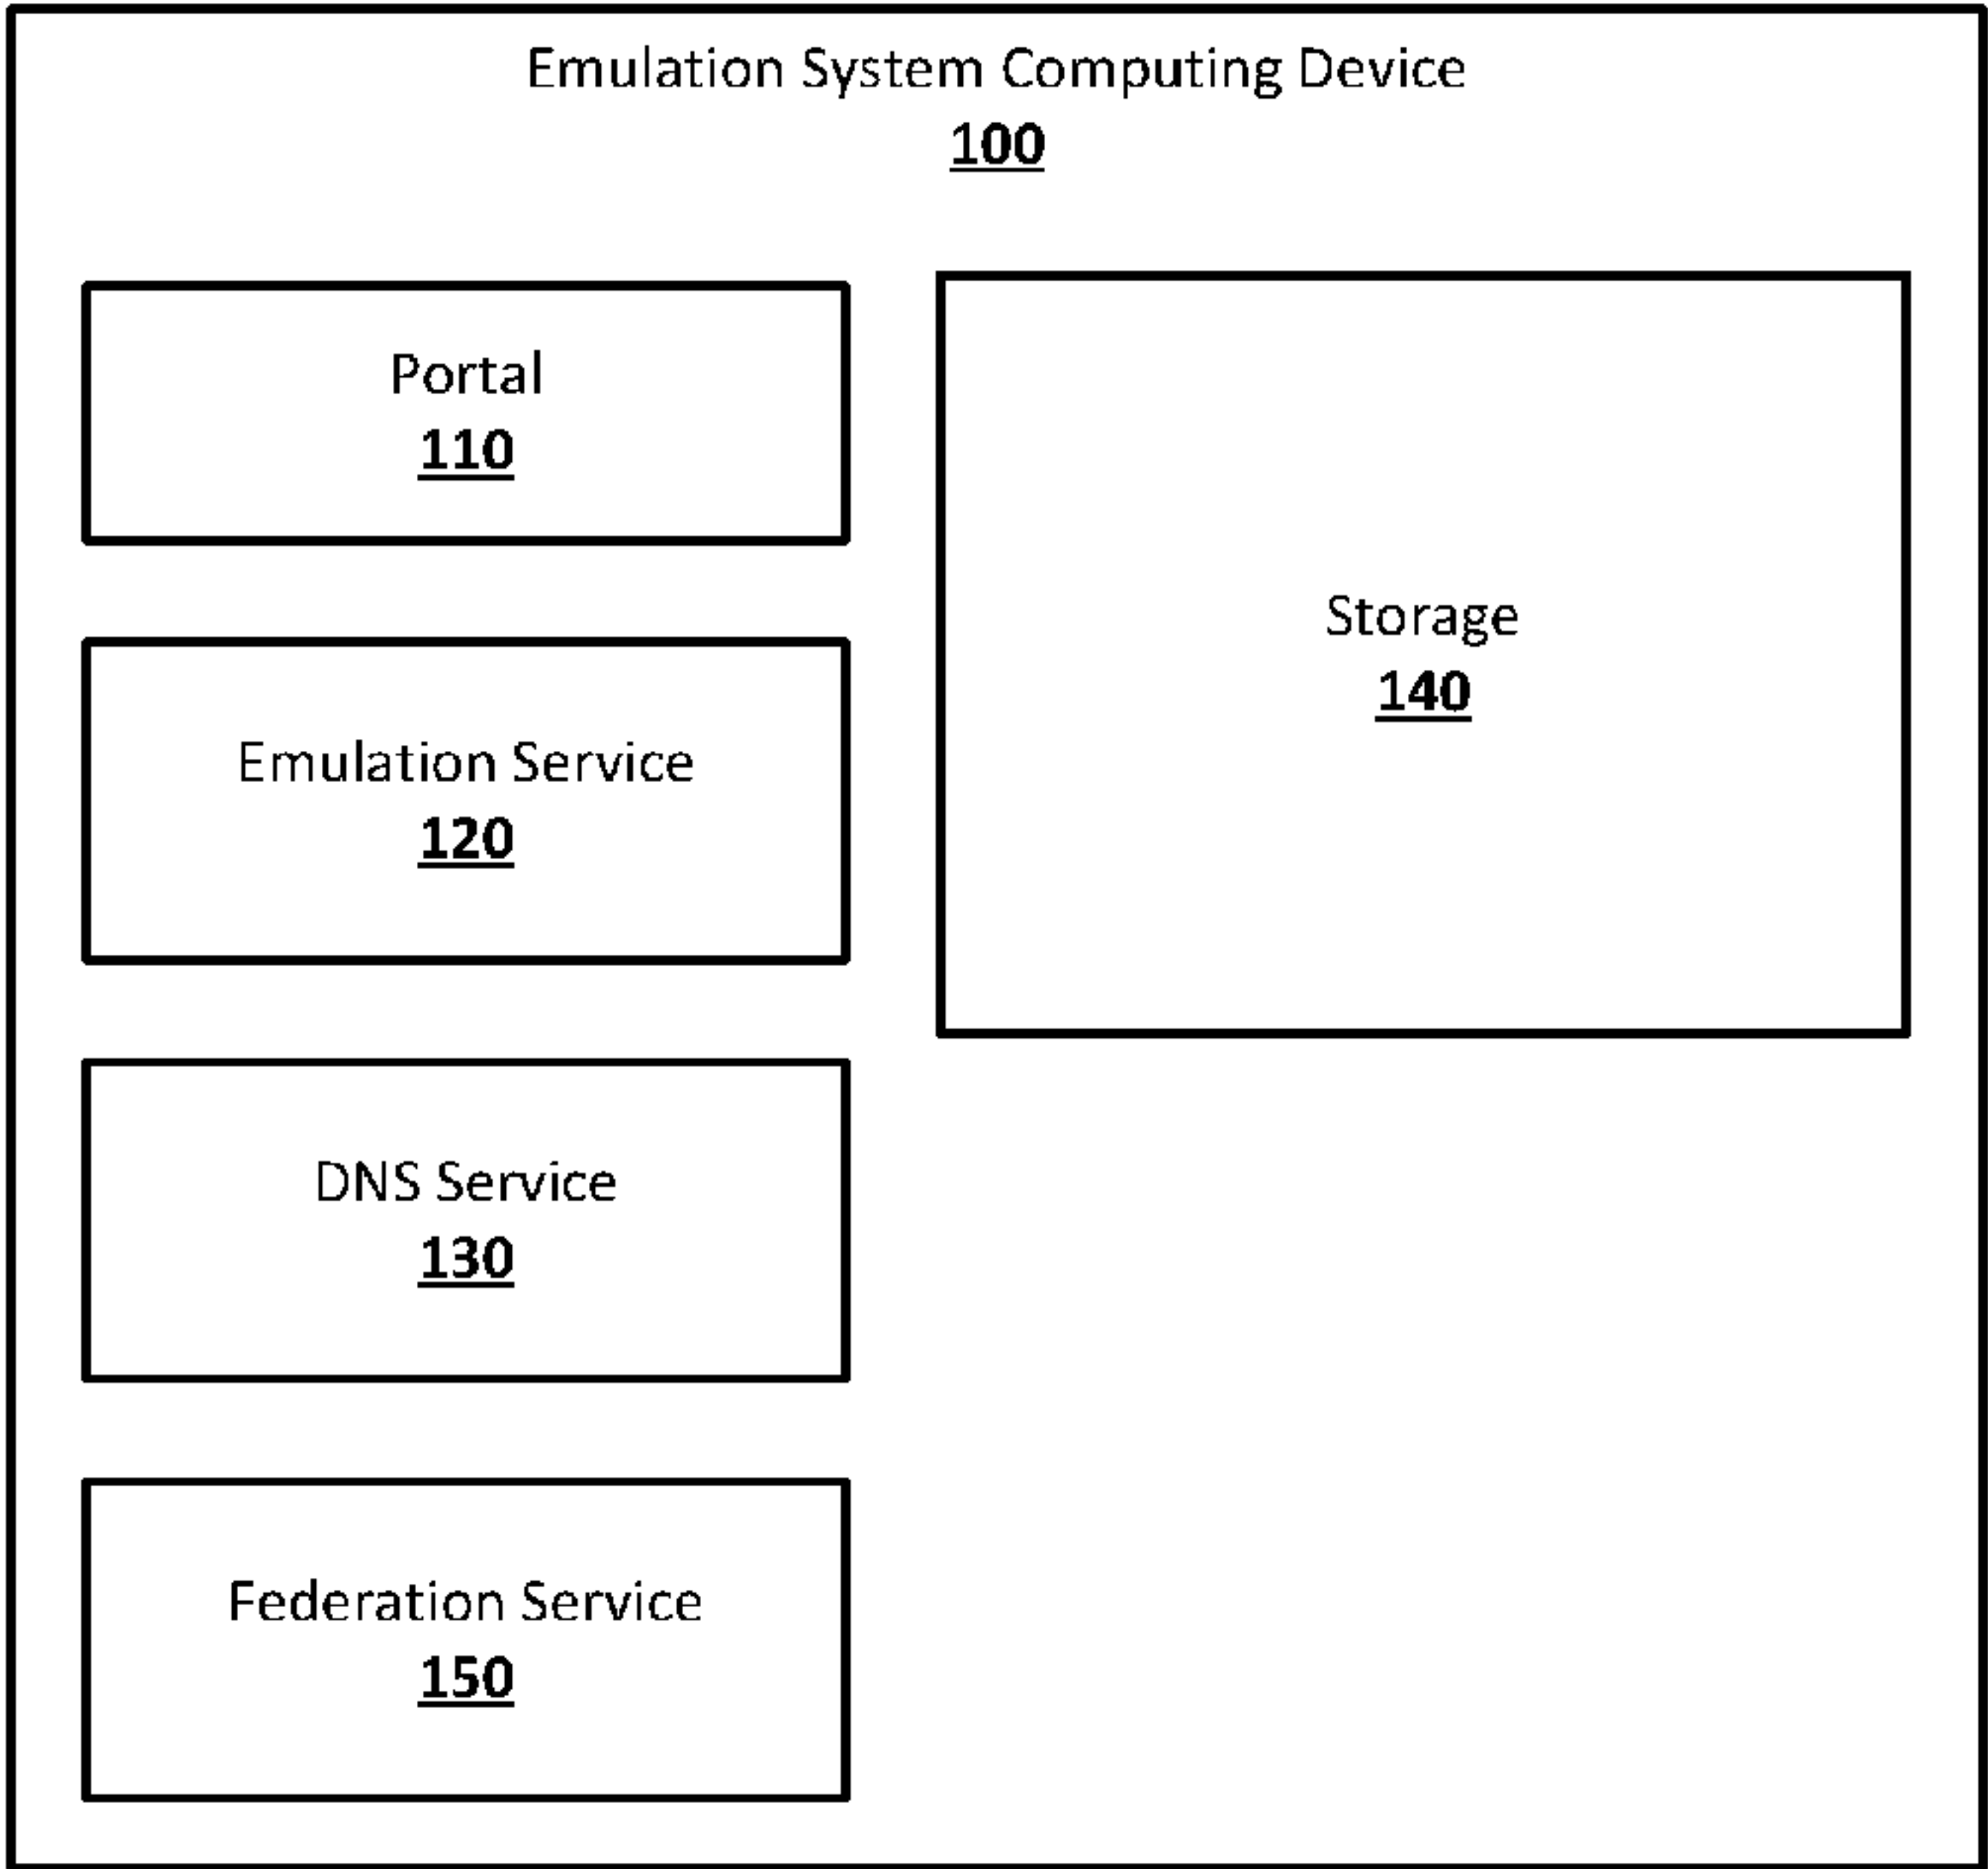 Emulation System Computing Device
100
Portal
110
Storage
140
Emulation Service
120
DNS Service
130
Federation Service
150